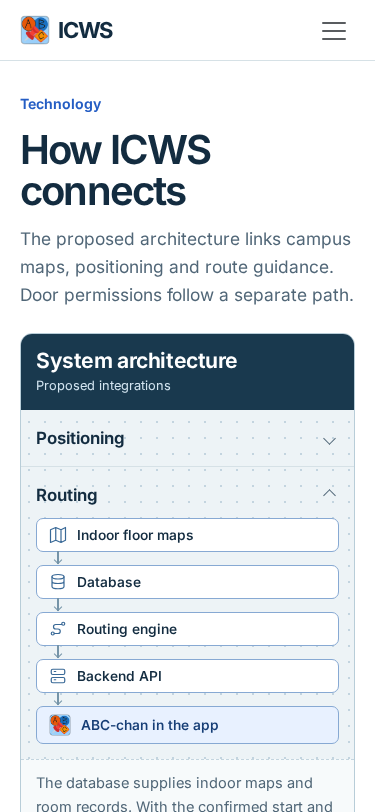 ICWS
Technology
How ICWS
connects
The proposed architecture links campus
maps, positioning and route guidance.
Door permissions follow a separate path.
System architecture
Proposed integrations
Positioning
Routing
Indoor floor maps
Database
Routing engine
Backend API
ABC-chan in the app
The database supplies indoor maps and
room records. With the confirmed start and